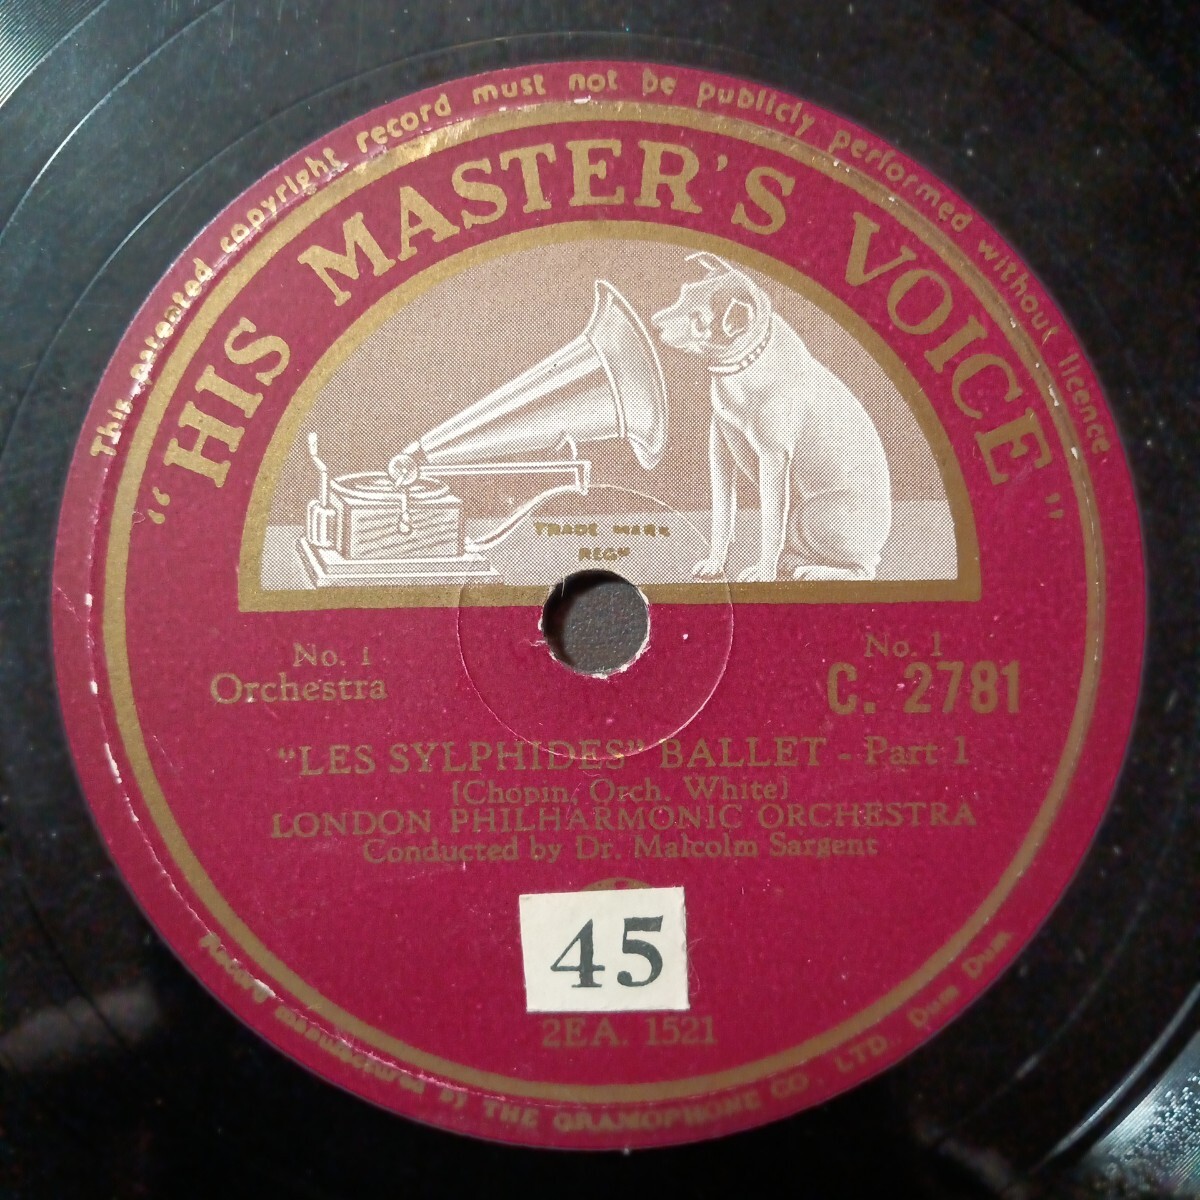 This patented copyright record must not be publicly performed without licence
"HIS MASTER'S VOICE"
TRADE MARK
REGN
No. 1
Orchestra
No. 1
C. 2781
"LES SYLPHIDES" BALLET - Part 1
(Chopin, Orch. White)
LONDON PHILHARMONIC ORCHESTRA
Conducted by Dr. Malcolm Sargent
45
2EA. 1521
Record manufactured by THE GRAMOPHONE CO., LTD., Dum Dum